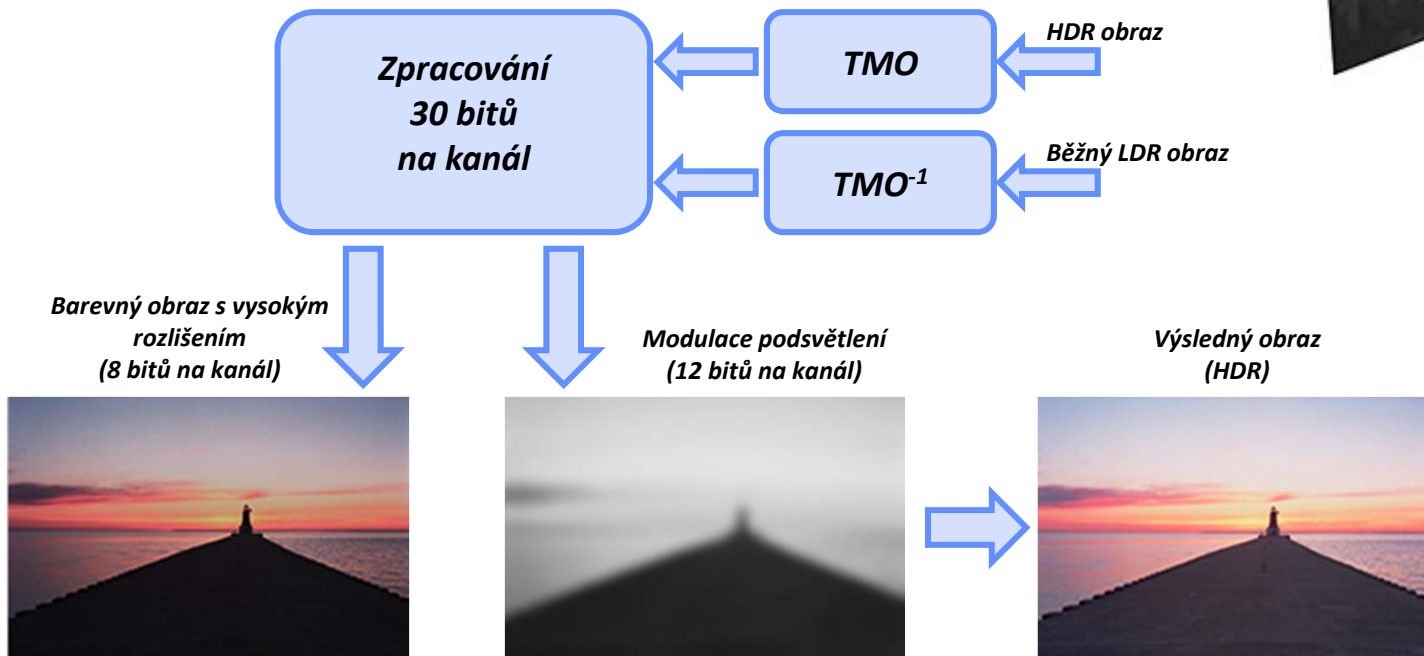 Zpracování
30 bitů
na kanál
TMO
HDR obraz
TMO-1
Běžný LDR obraz
Barevný obraz s vysokým
rozlišením
(8 bitů na kanál)
Modulace podsvětlení
(12 bitů na kanál)
Výsledný obraz
(HDR)